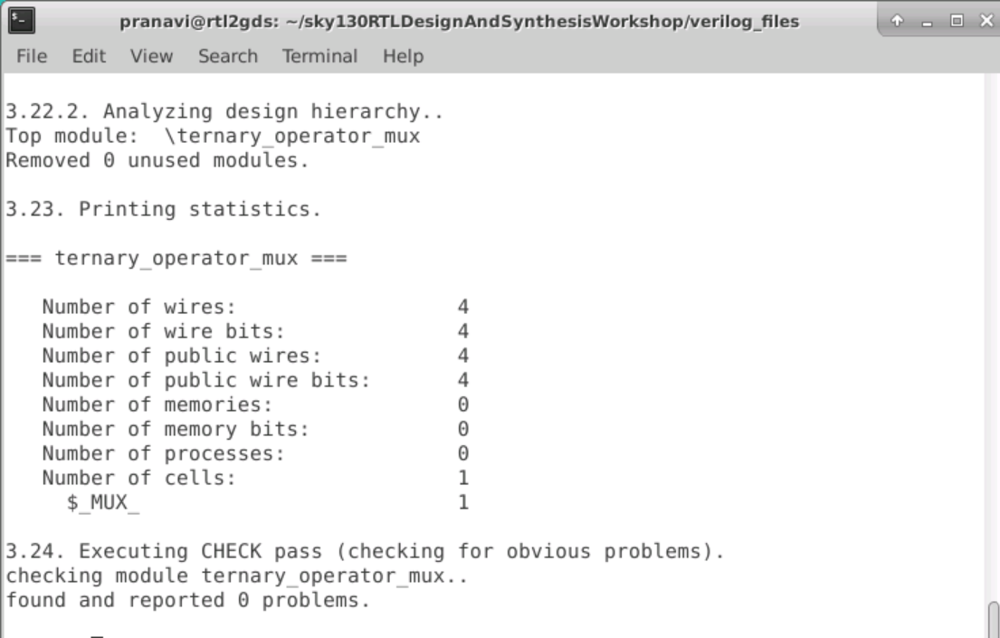 pranavi@rtl2gds: ~/sky130RTLDesignAndSynthesisWorkshop/verilog_files
File Edit View Search Terminal Help
3.22.2. Analyzing design hierarchy..
Top module:  \ternary_operator_mux
Removed 0 unused modules.
3.23. Printing statistics.
=== ternary_operator_mux ===
Number of wires: 4
Number of wire bits: 4
Number of public wires: 4
Number of public wire bits: 4
Number of memories: 0
Number of memory bits: 0
Number of processes: 0
Number of cells: 1
$_MUX_ 1
3.24. Executing CHECK pass (checking for obvious problems).
checking module ternary_operator_mux..
found and reported 0 problems.